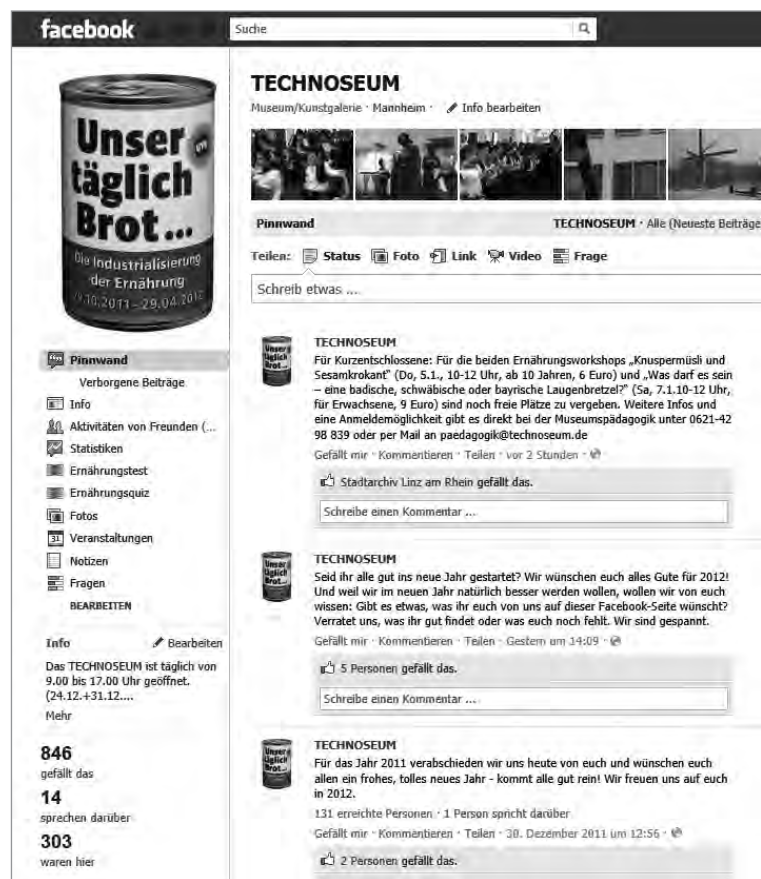 facebook
Suche
Unser
täglich
Brot...
Die Industrialisierung
der Ernährung
29.10.2011–29.04.2012
Pinnwand
Verborgene Beiträge
Info
Aktivitäten von Freunden (...
Statistiken
Ernährungstest
Ernährungsquiz
Fotos
31 Veranstaltungen
Notizen
Fragen
BEARBEITEN
Info Bearbeiten
Das TECHNOSEUM ist täglich von
9.00 bis 17.00 Uhr geöffnet.
(24.12.+31.12....
Mehr
846
gefällt das
14
sprechen darüber
303
waren hier
TECHNOSEUM
Museum/Kunstgalerie · Mannheim · Info bearbeiten
Pinnwand TECHNOSEUM · Alle (Neueste Beiträge
Teilen: Status Foto Link Video Frage
Schreib etwas ...
TECHNOSEUM
Für Kurzentschlossene: Für die beiden Ernährungsworkshops „Knuspermüsli und
Sesamkrokant“ (Do, 5.1., 10-12 Uhr, ab 10 Jahren, 6 Euro) und „Was darf es sein
– eine badische, schwäbische oder bayrische Laugenbretzel?“ (Sa, 7.1.10-12 Uhr,
für Erwachsene, 9 Euro) sind noch freie Plätze zu vergeben. Weitere Infos und
eine Anmeldemöglichkeit gibt es direkt bei der Museumspädagogik unter 0621-42
98 839 oder per Mail an paedagogik@technoseum.de
Gefällt mir · Kommentieren · Teilen · vor 2 Stunden ·
Stadtarchiv Linz am Rhein gefällt das.
Schreibe einen Kommentar ...
TECHNOSEUM
Seid ihr alle gut ins neue Jahr gestartet? Wir wünschen euch alles Gute für 2012!
Und weil wir im neuen Jahr natürlich besser werden wollen, wollen wir von euch
wissen: Gibt es etwas, was ihr euch von uns auf dieser Facebook-Seite wünscht?
Verratet uns, was ihr gut findet oder was euch noch fehlt. Wir sind gespannt.
Gefällt mir · Kommentieren · Teilen · Gestern um 14:09 ·
5 Personen gefällt das.
Schreibe einen Kommentar ...
TECHNOSEUM
Für das Jahr 2011 verabschieden wir uns heute von euch und wünschen euch
allen ein frohes, tolles neues Jahr - kommt alle gut rein! Wir freuen uns auf euch
in 2012.
131 erreichte Personen · 1 Person spricht darüber
Gefällt mir · Kommentieren · Teilen · 30. Dezember 2011 um 12:56 ·
2 Personen gefällt das.